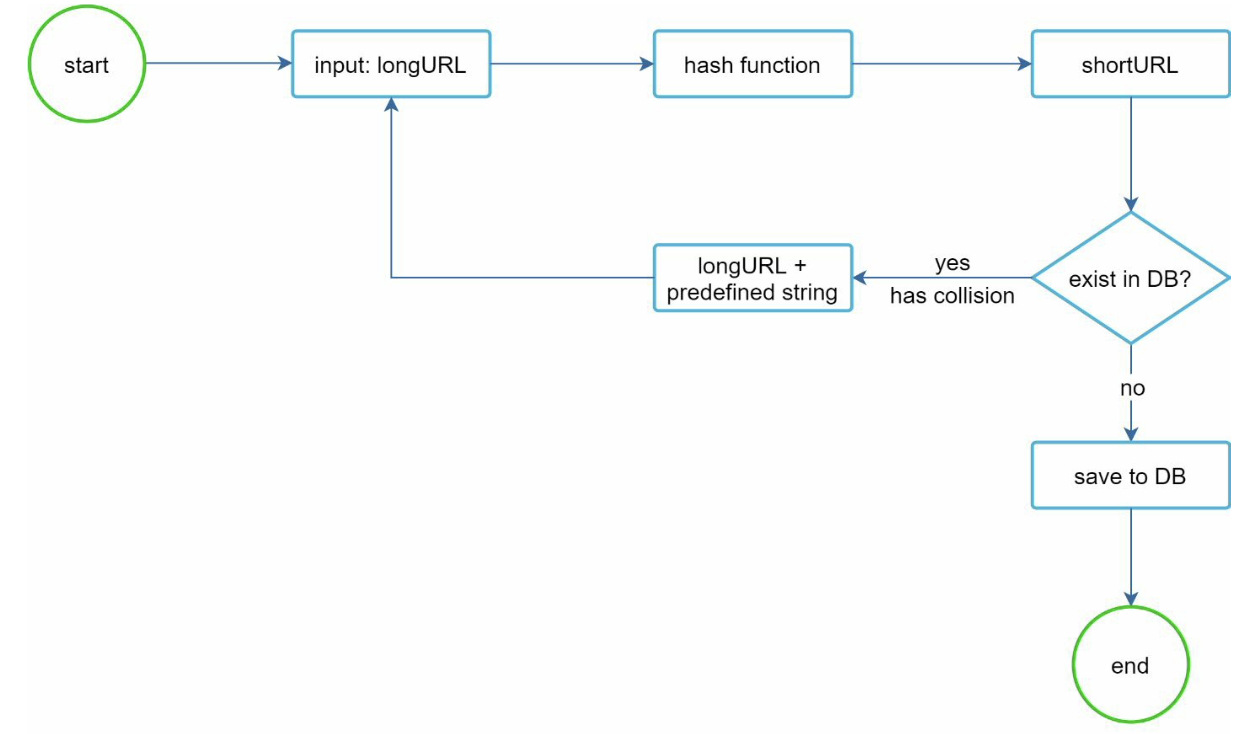 start
input: longURL
hash function
shortURL
longURL +
predefined string
yes
has collision
exist in DB?
no
save to DB
end